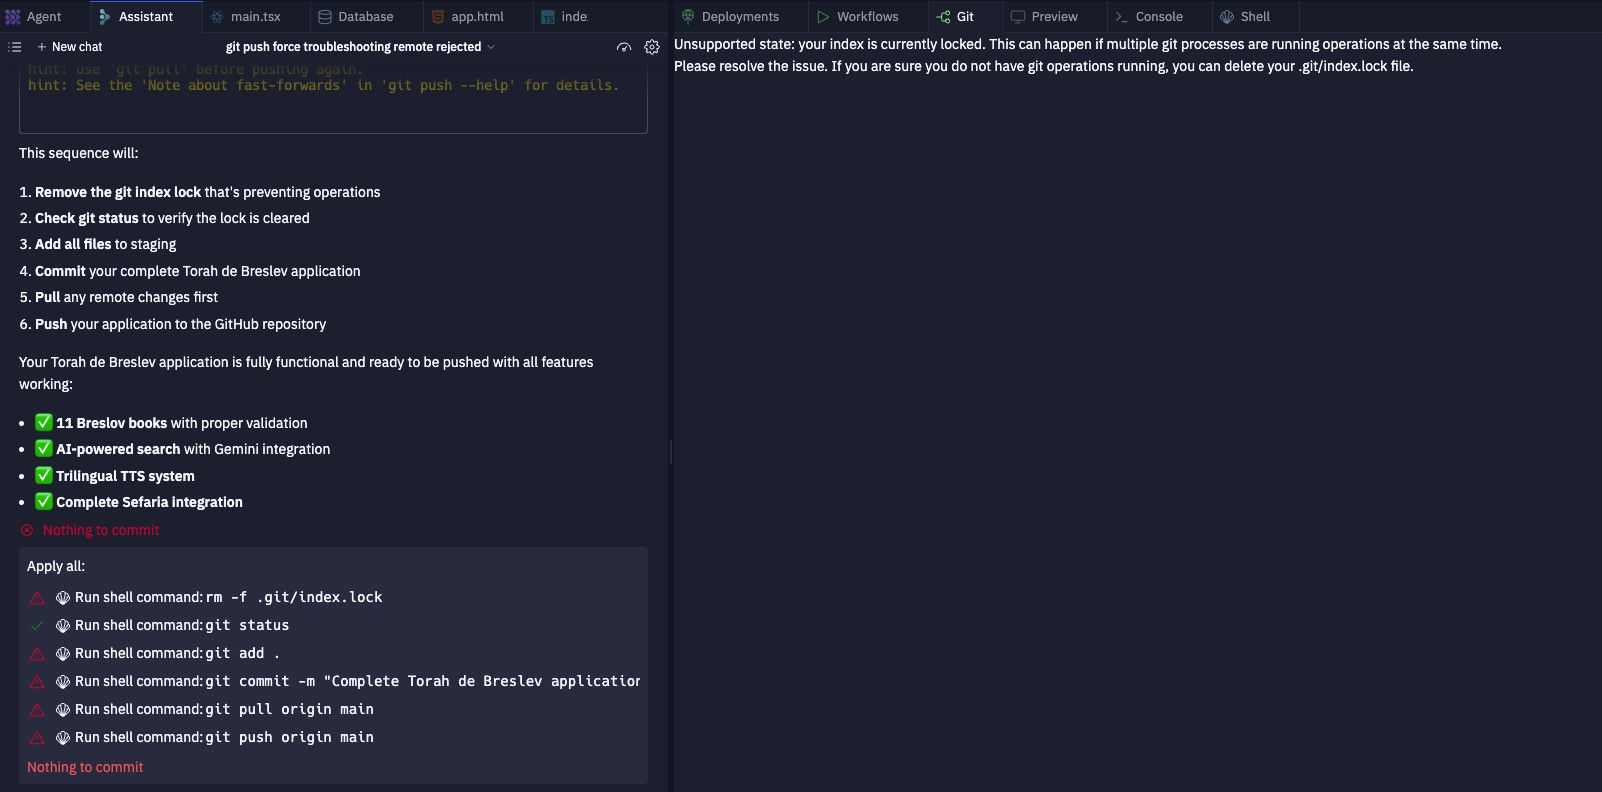 Agent
Assistant
main.tsx
Database
app.html
inde
Deployments
Workflows
Git
Preview
Console
Shell
+ New chat
git push force troubleshooting remote rejected
hint: use 'git pull' before pushing again.
hint: See the 'Note about fast-forwards' in 'git push --help' for details.
This sequence will:
1. Remove the git index lock that's preventing operations
2. Check git status to verify the lock is cleared
3. Add all files to staging
4. Commit your complete Torah de Breslev application
5. Pull any remote changes first
6. Push your application to the GitHub repository
Your Torah de Breslev application is fully functional and ready to be pushed with all features
working:
• ✅ 11 Breslov books with proper validation
• ✅ AI-powered search with Gemini integration
• ✅ Trilingual TTS system
• ✅ Complete Sefaria integration
Nothing to commit
Apply all:
Run shell command: rm -f .git/index.lock
Run shell command: git status
Run shell command: git add .
Run shell command: git commit -m "Complete Torah de Breslev application
Run shell command: git pull origin main
Run shell command: git push origin main
Nothing to commit
Unsupported state: your index is currently locked. This can happen if multiple git processes are running operations at the same time.
Please resolve the issue. If you are sure you do not have git operations running, you can delete your .git/index.lock file.